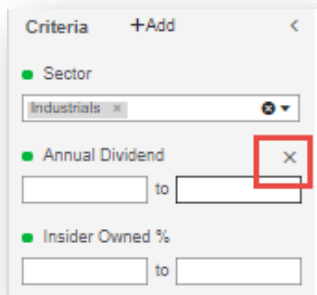 Criteria +Add <
Sector
Industrials ×
Annual Dividend ×
to
Insider Owned %
to